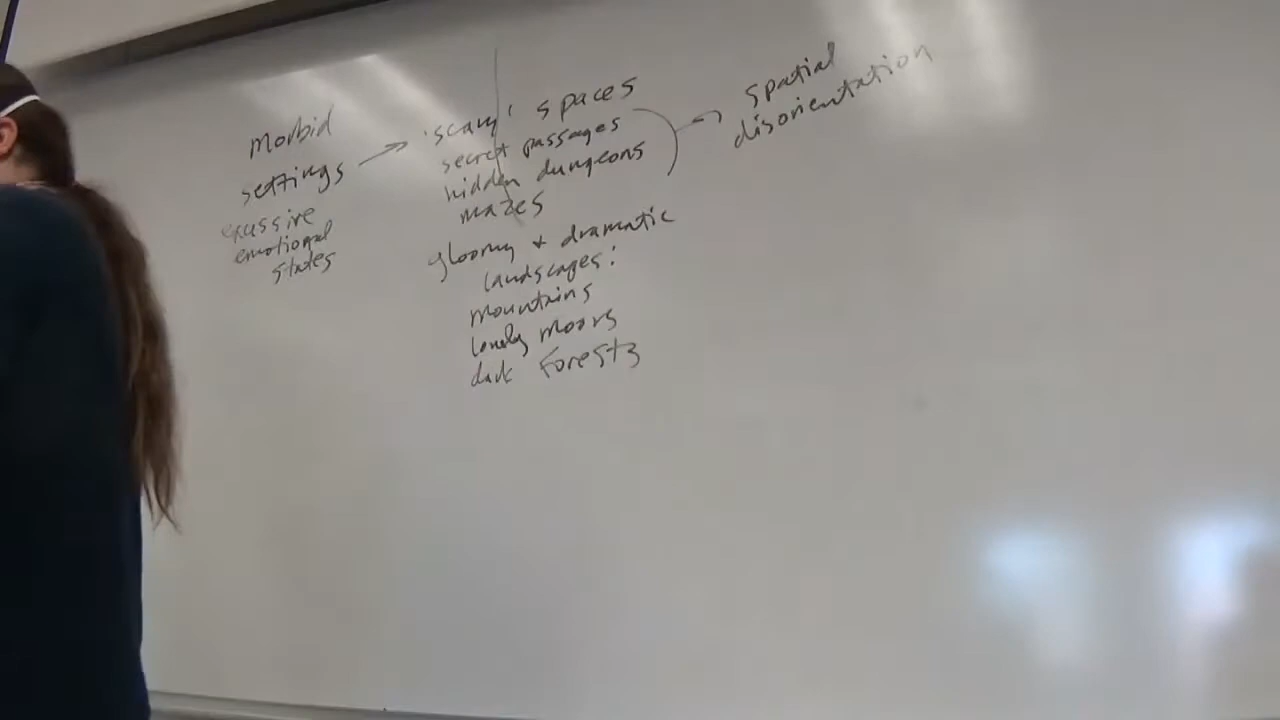 morbid
settings
excessive
emotional
states
'scary' spaces
secret passages
hidden dungeons
mazes
gloomy + dramatic
landscapes:
mountains
lonely moors
dark forests
spatial
disorientation